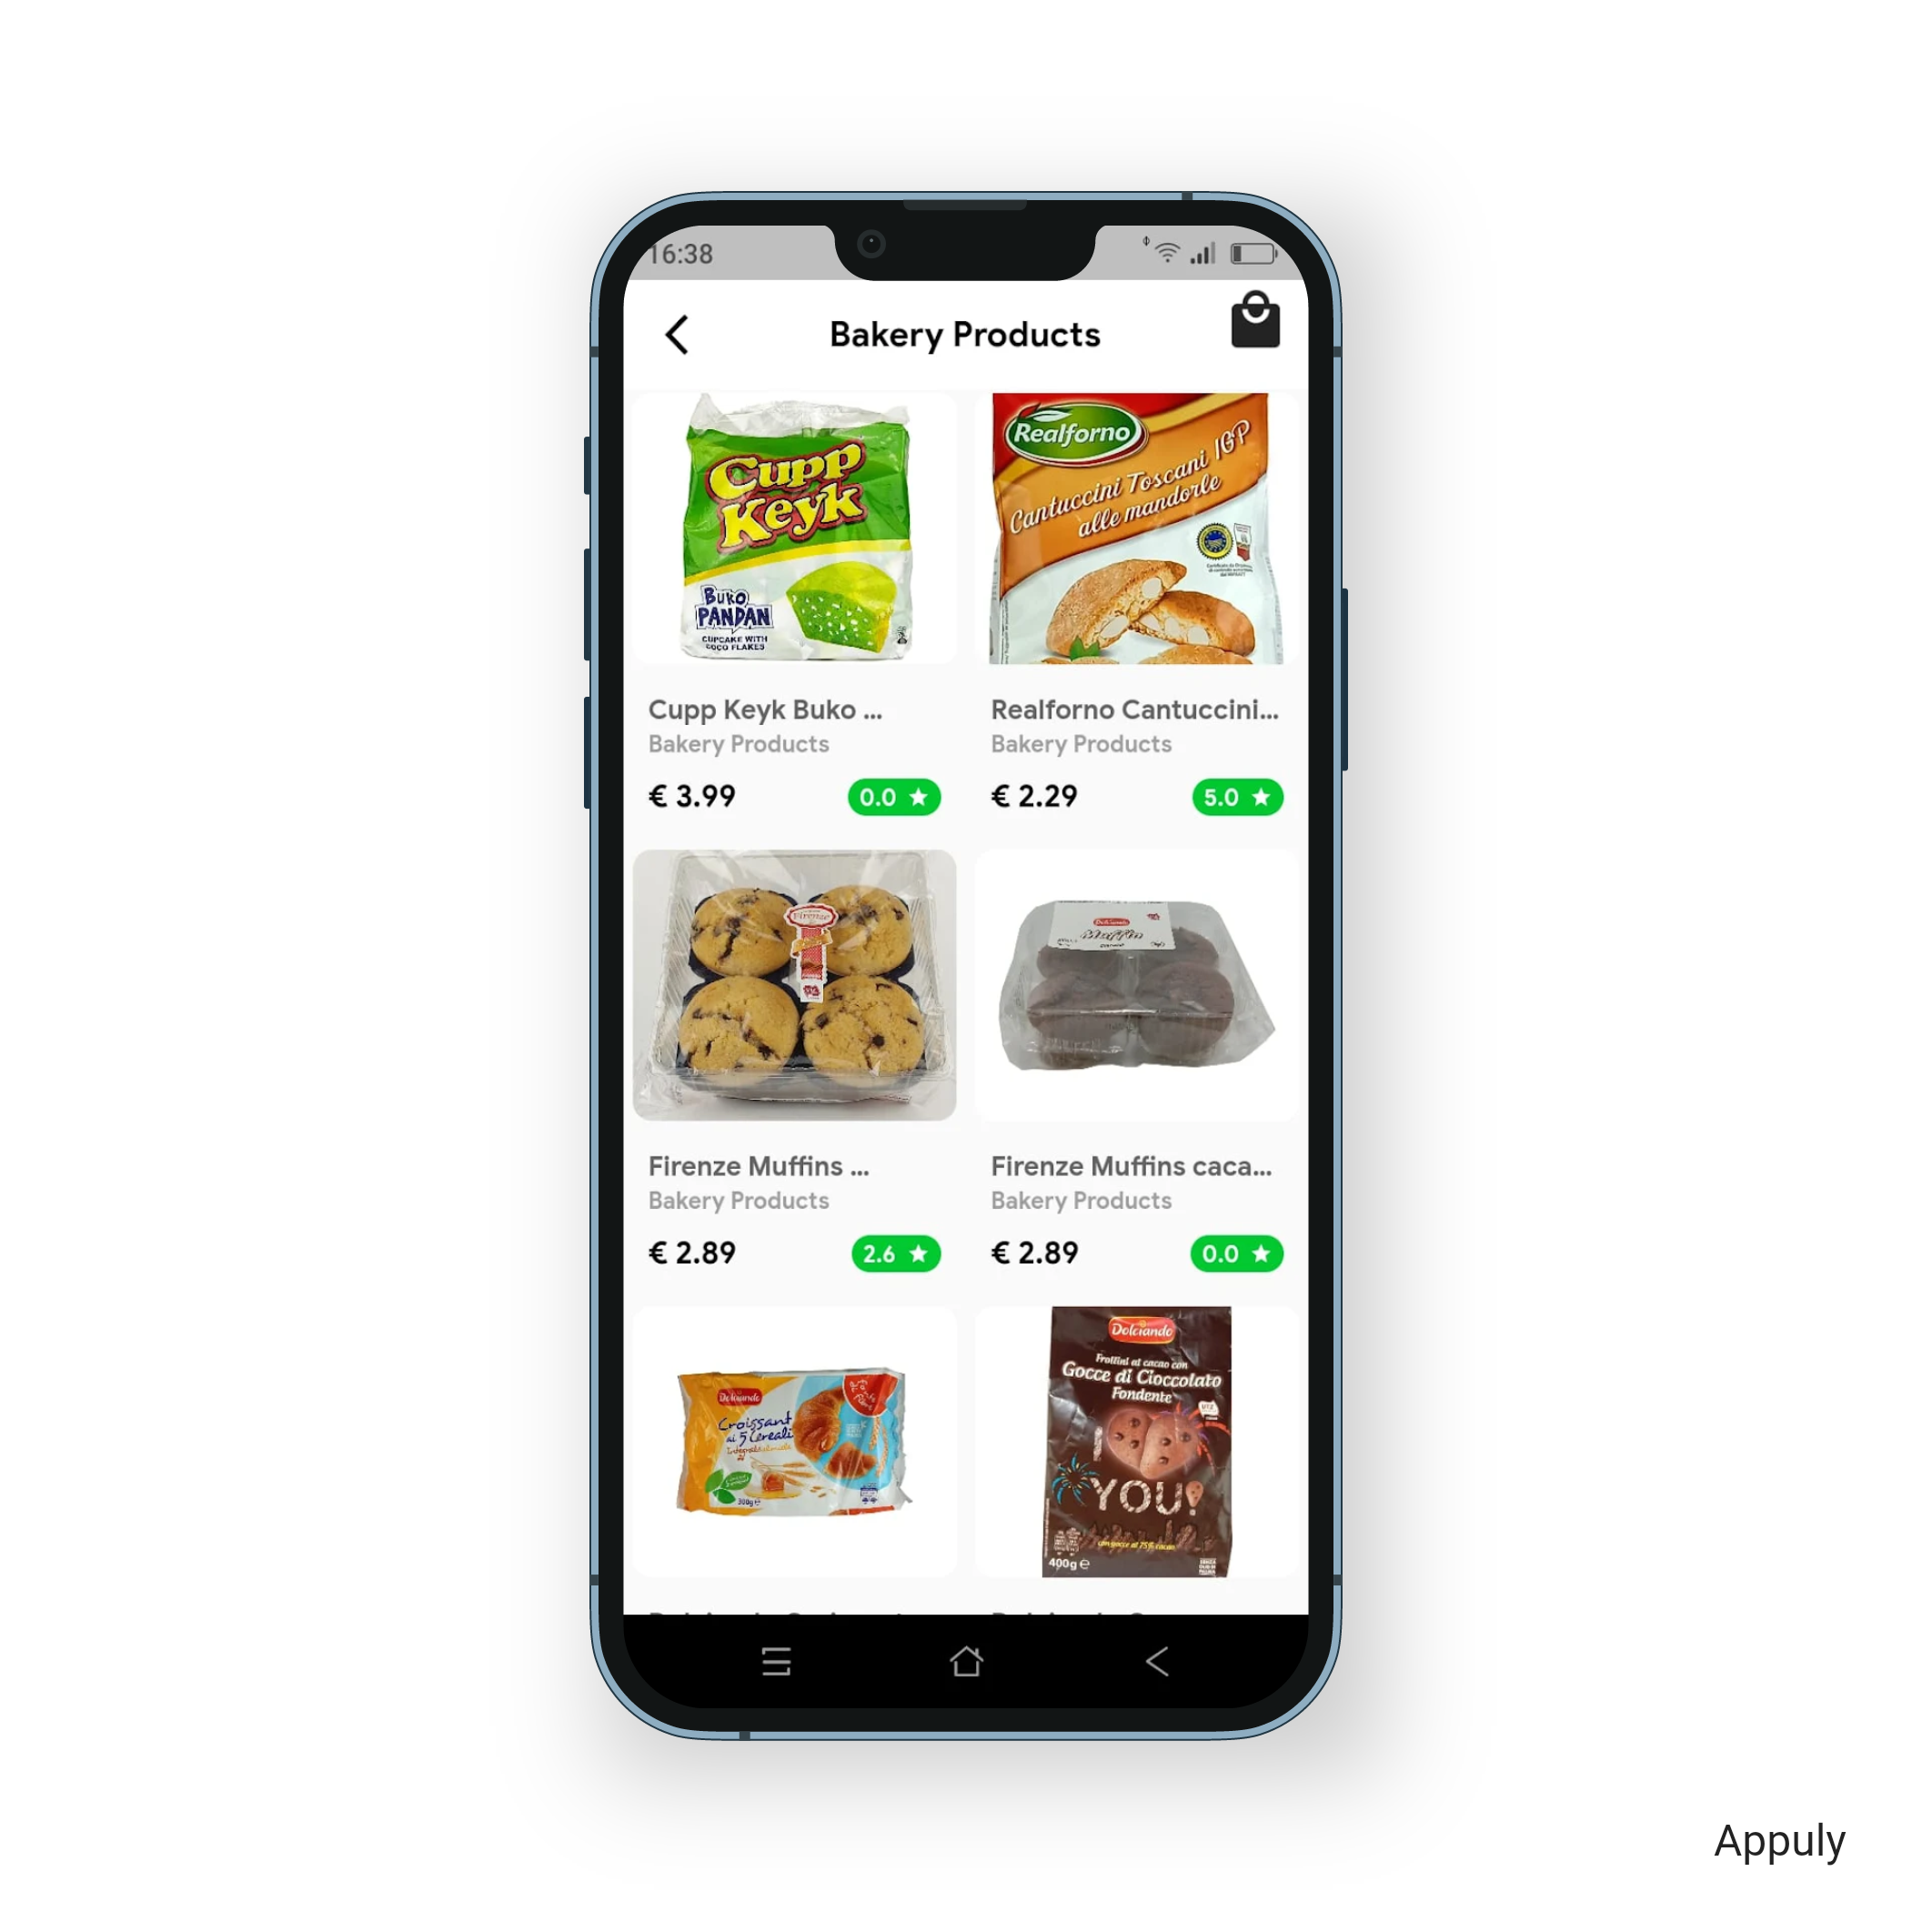 16:38
Bakery Products
Cupp
Keyk
BUKO
PANDAN
CUPCAKE WITH
COCO FLAKES
Realforno
Cantuccini Toscani IGP
alle mandorle
Cupp Keyk Buko ...
Bakery Products
€ 3.99
0.0
Realforno Cantuccini...
Bakery Products
€ 2.29
5.0
Firenze
Dolciando
Muffin
Firenze Muffins ...
Bakery Products
€ 2.89
2.6
Firenze Muffins caca...
Bakery Products
€ 2.89
0.0
Dolciando
Croissant
ai 5 Cereali
300g e
Dolciando
Frollini al cacao con
Gocce di Cioccolato
Fondente
I
YOU!
400g e
Appuly